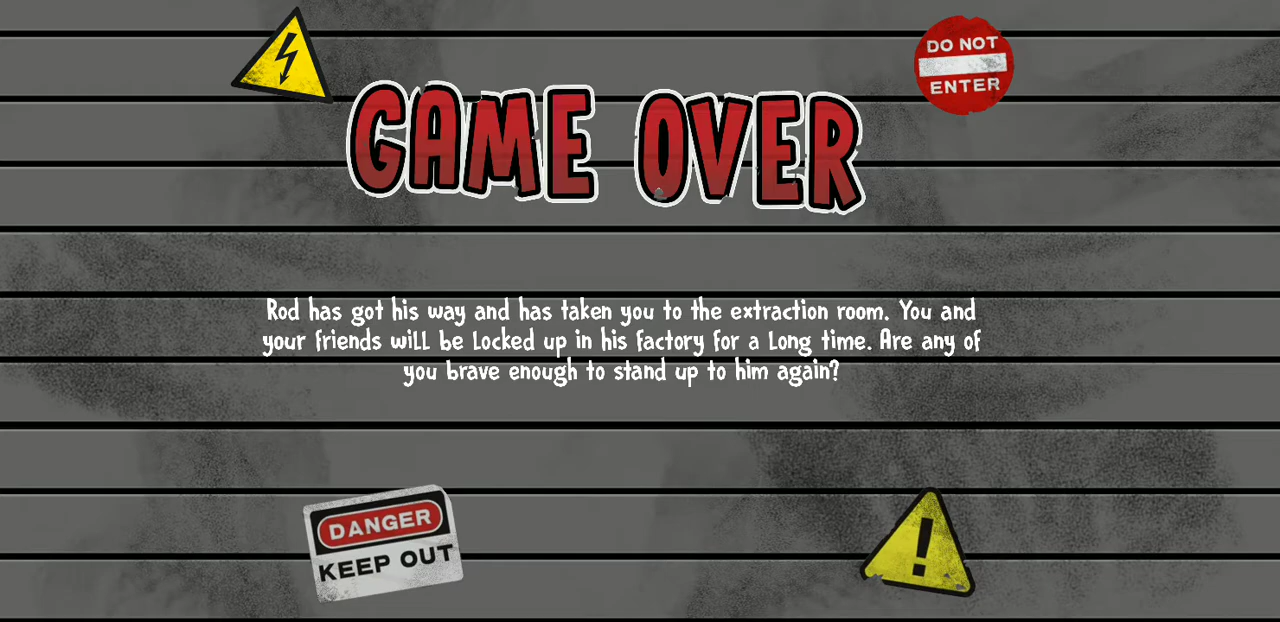 DO NOT
ENTER
GAME OVER
Rod has got his way and has taken you to the extraction room. You and
your friends will be locked up in his factory for a long time. Are any of
you brave enough to stand up to him again?
DANGER
KEEP OUT
!